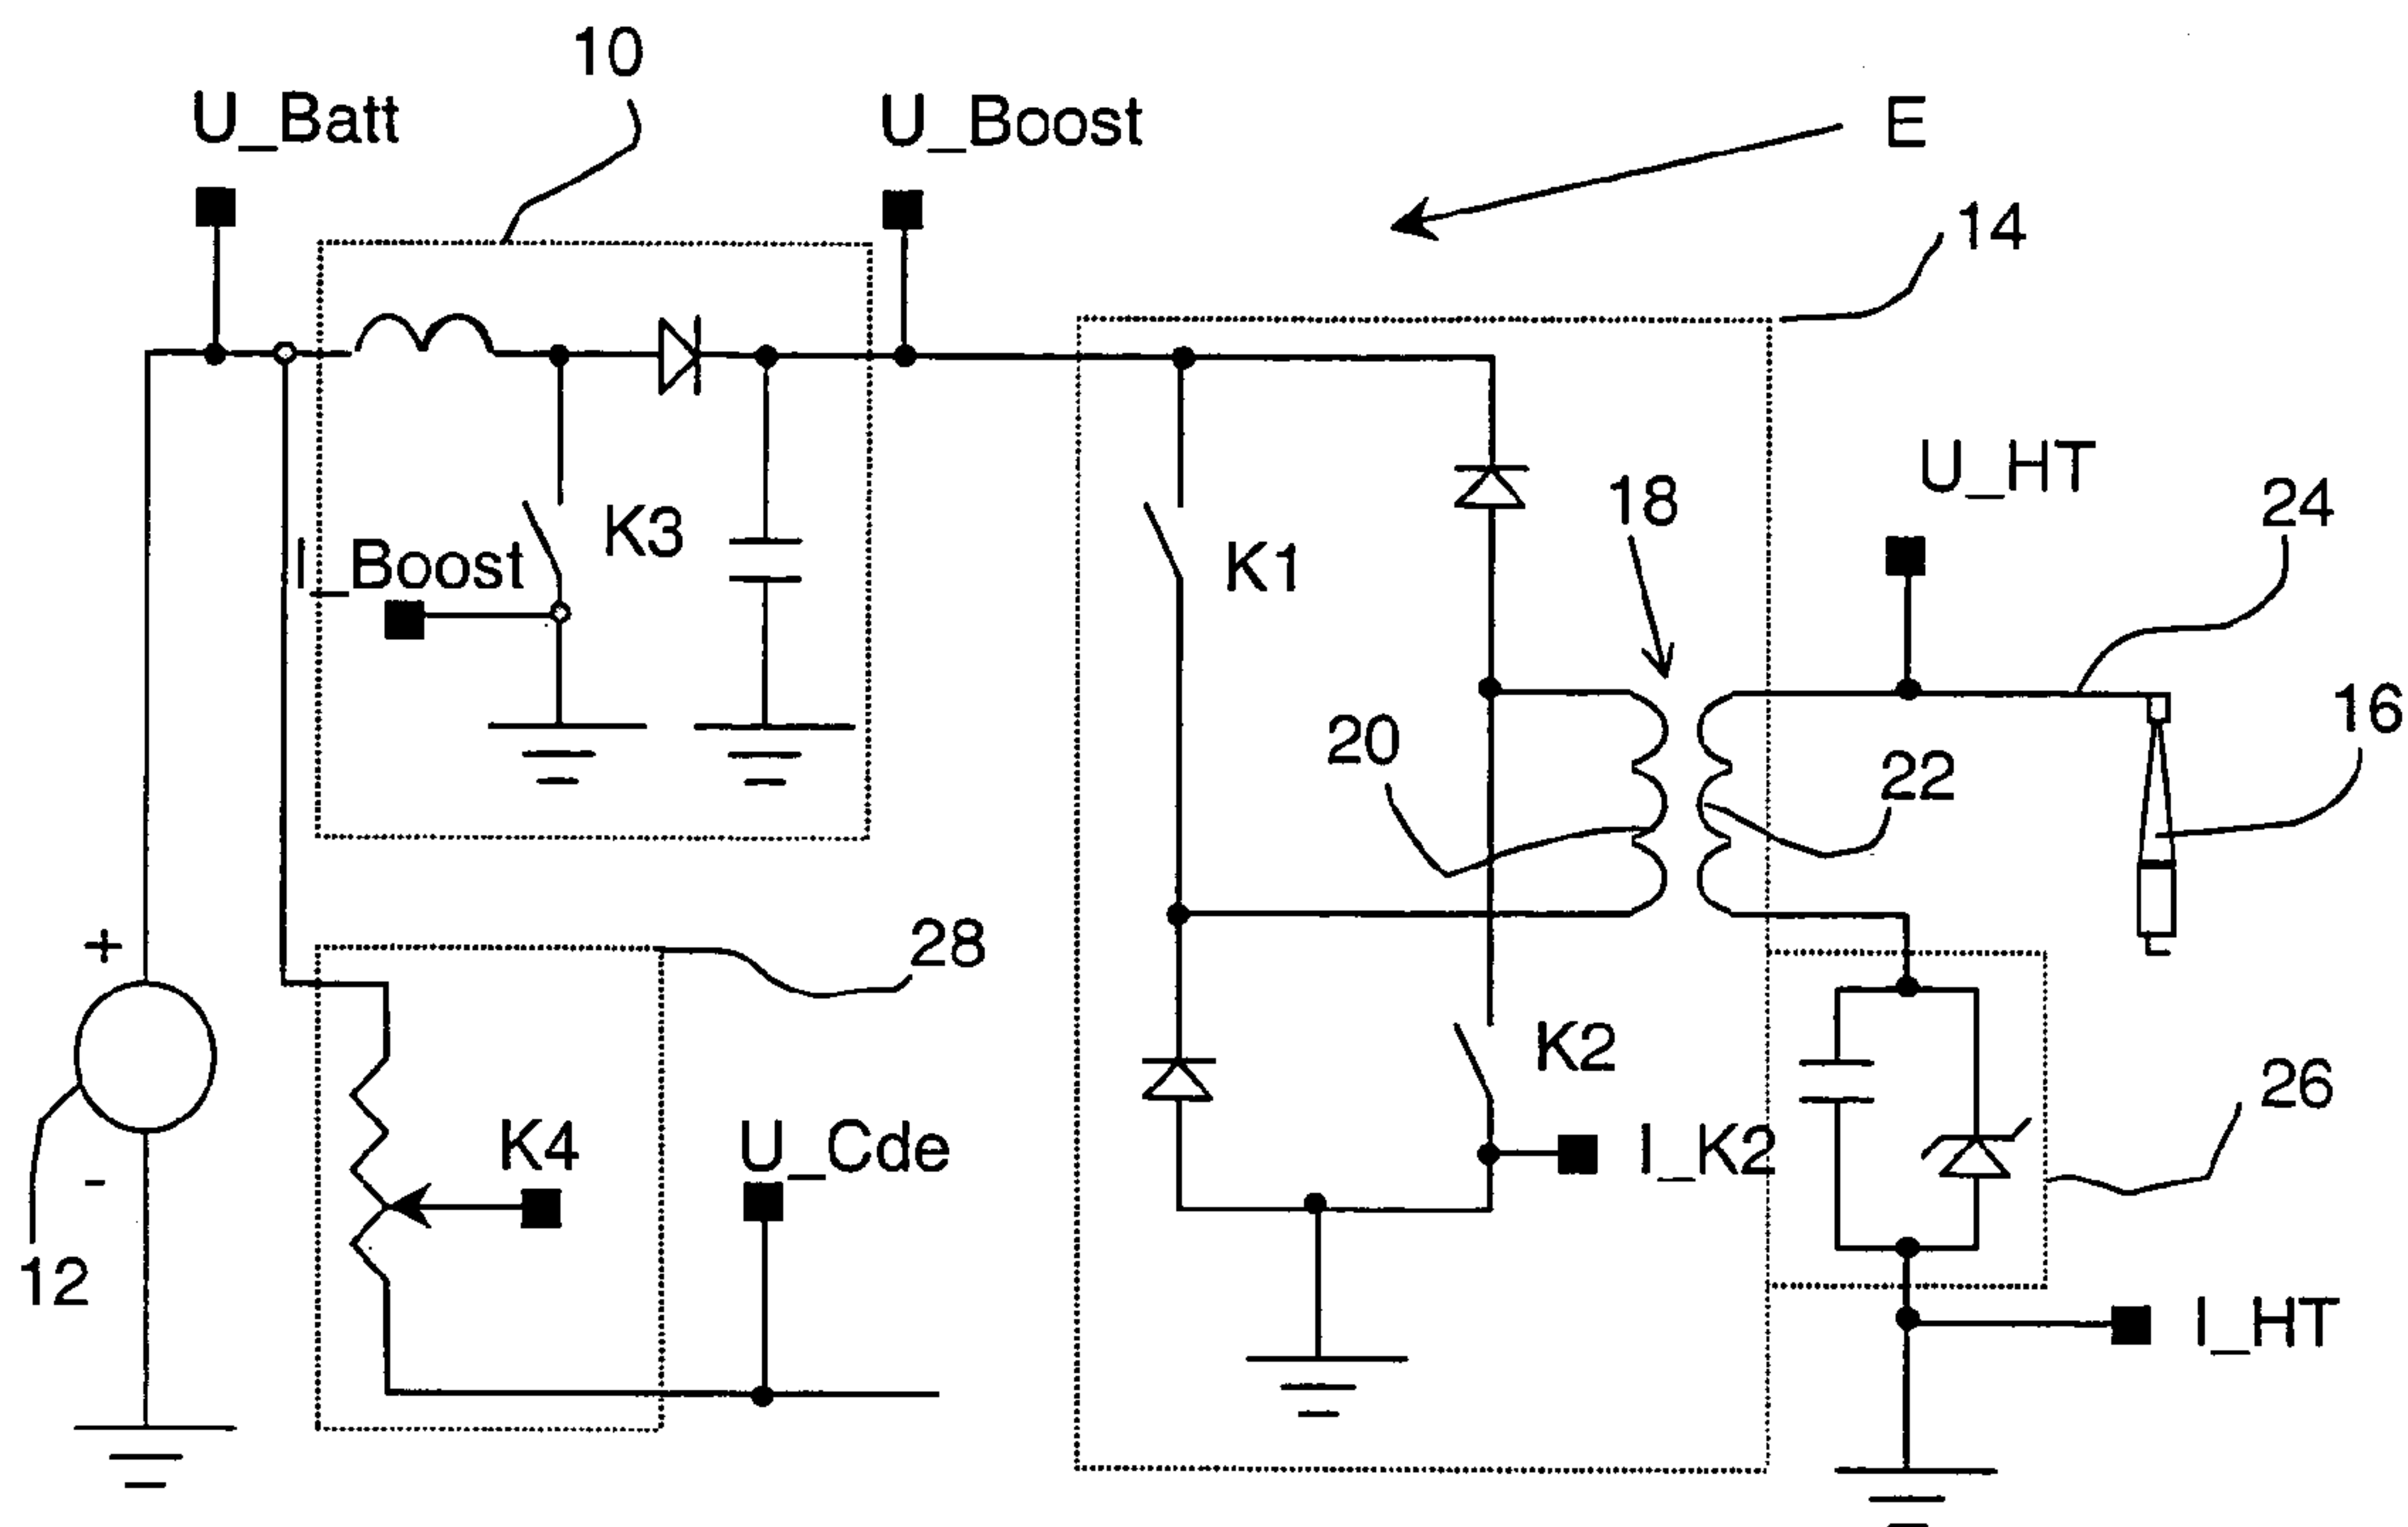 10
U_Batt
U_Boost
E
14
U_HT
24
18
K3
I_Boost
K1
16
20
22
28
+
K2
26
K4
U_Cde
I_K2
-
12
I_HT